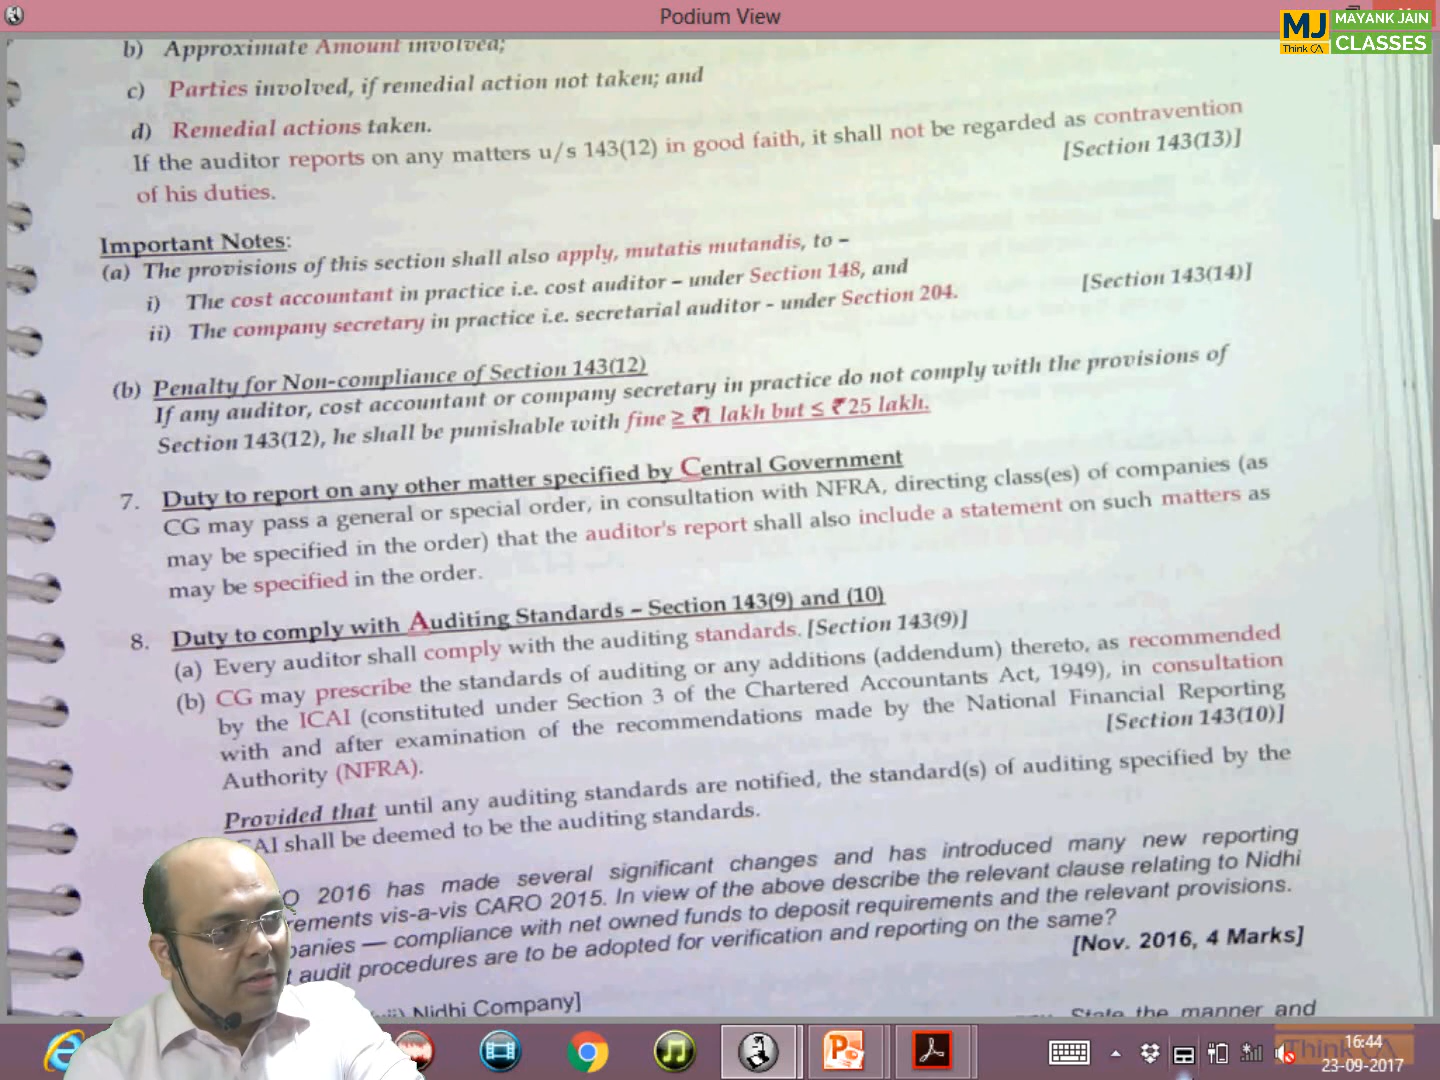 Podium View
MJ
Think CA
MAYANK JAIN
CLASSES
b) Approximate Amount involved;
c) Parties involved, if remedial action not taken; and
d) Remedial actions taken.
If the auditor reports on any matters u/s 143(12) in good faith, it shall not be regarded as contravention
of his duties. [Section 143(13)]
Important Notes:
(a) The provisions of this section shall also apply, mutatis mutandis, to –
i) The cost accountant in practice i.e. cost auditor – under Section 148, and
ii) The company secretary in practice i.e. secretarial auditor - under Section 204. [Section 143(14)]
(b) Penalty for Non-compliance of Section 143(12)
If any auditor, cost accountant or company secretary in practice do not comply with the provisions of
Section 143(12), he shall be punishable with fine ≥ ₹1 lakh but ≤ ₹25 lakh.
7. Duty to report on any other matter specified by Central Government
CG may pass a general or special order, in consultation with NFRA, directing class(es) of companies (as
may be specified in the order) that the auditor's report shall also include a statement on such matters as
may be specified in the order.
8. Duty to comply with Auditing Standards – Section 143(9) and (10)
(a) Every auditor shall comply with the auditing standards. [Section 143(9)]
(b) CG may prescribe the standards of auditing or any additions (addendum) thereto, as recommended
by the ICAI (constituted under Section 3 of the Chartered Accountants Act, 1949), in consultation
with and after examination of the recommendations made by the National Financial Reporting
Authority (NFRA). [Section 143(10)]
Provided that until any auditing standards are notified, the standard(s) of auditing specified by the
AI shall be deemed to be the auditing standards.
O 2016 has made several significant changes and has introduced many new reporting
rements vis-a-vis CARO 2015. In view of the above describe the relevant clause relating to Nidhi
panies — compliance with net owned funds to deposit requirements and the relevant provisions.
t audit procedures are to be adopted for verification and reporting on the same?
[Nov. 2016, 4 Marks]
Nidhi Company]
State the manner and
Think CA
16:44
23-09-2017